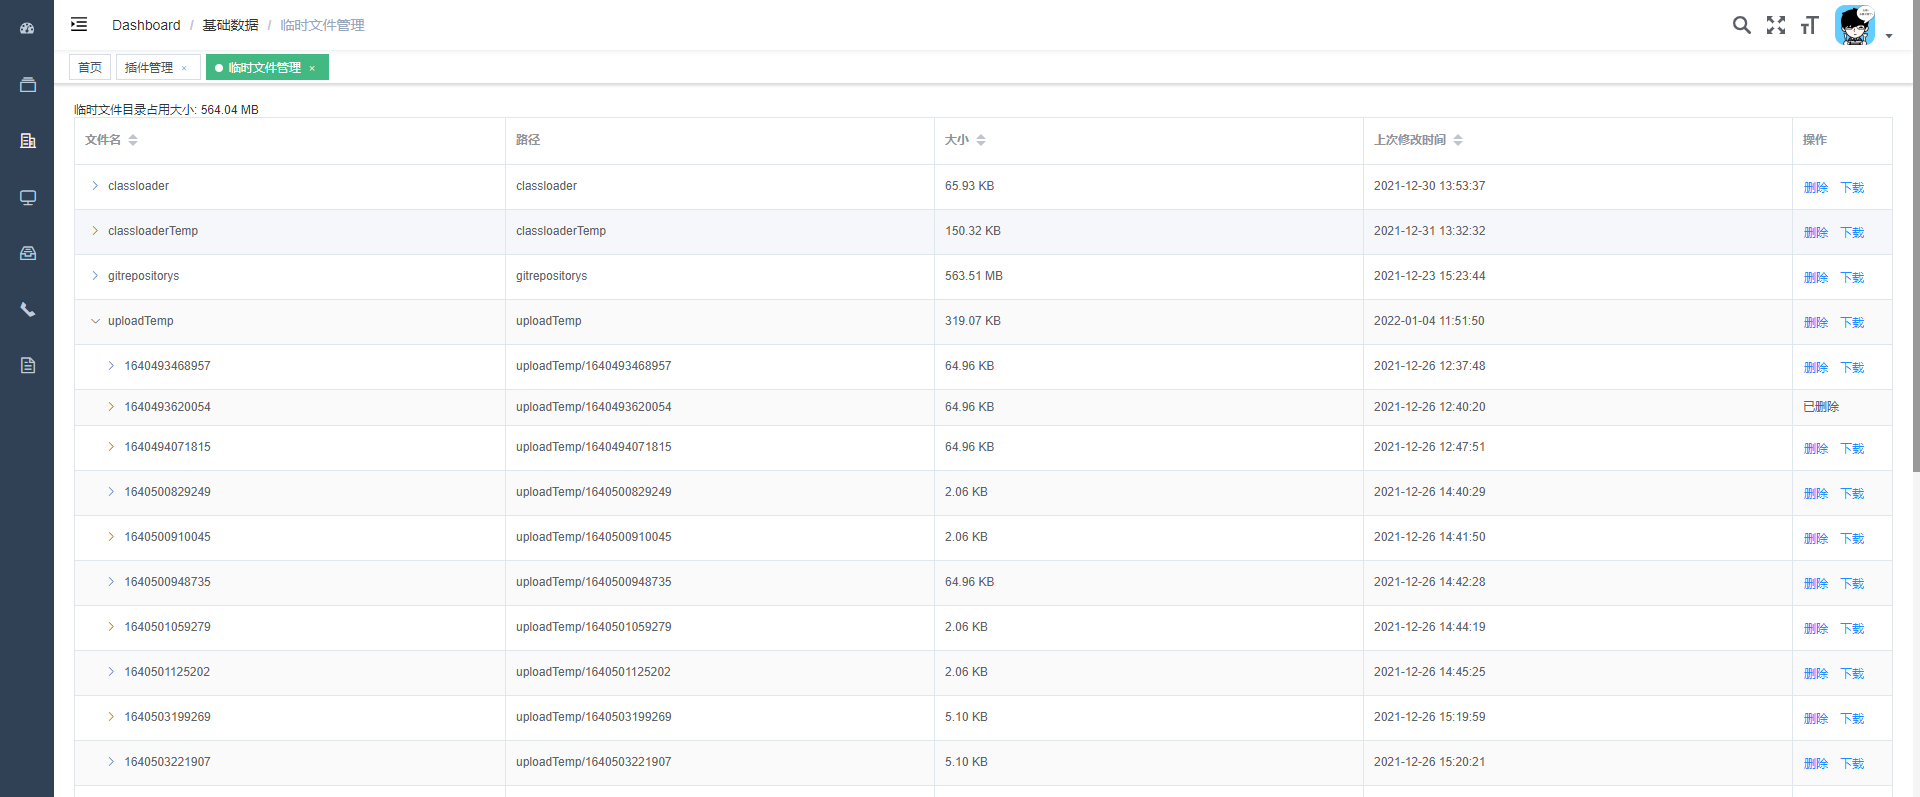 Dashboard / 基础数据 / 临时文件管理
首页 插件管理 × 临时文件管理 ×
临时文件目录占用大小: 564.04 MB
文件名 路径 大小 上次修改时间 操作
classloader classloader 65.93 KB 2021-12-30 13:53:37 删除 下载
classloaderTemp classloaderTemp 150.32 KB 2021-12-31 13:32:32 删除 下载
gitrepositorys gitrepositorys 563.51 MB 2021-12-23 15:23:44 删除 下载
uploadTemp uploadTemp 319.07 KB 2022-01-04 11:51:50 删除 下载
1640493468957 uploadTemp/1640493468957 64.96 KB 2021-12-26 12:37:48 删除 下载
1640493620054 uploadTemp/1640493620054 64.96 KB 2021-12-26 12:40:20 已删除
1640494071815 uploadTemp/1640494071815 64.96 KB 2021-12-26 12:47:51 删除 下载
1640500829249 uploadTemp/1640500829249 2.06 KB 2021-12-26 14:40:29 删除 下载
1640500910045 uploadTemp/1640500910045 2.06 KB 2021-12-26 14:41:50 删除 下载
1640500948735 uploadTemp/1640500948735 64.96 KB 2021-12-26 14:42:28 删除 下载
1640501059279 uploadTemp/1640501059279 2.06 KB 2021-12-26 14:44:19 删除 下载
1640501125202 uploadTemp/1640501125202 2.06 KB 2021-12-26 14:45:25 删除 下载
1640503199269 uploadTemp/1640503199269 5.10 KB 2021-12-26 15:19:59 删除 下载
1640503221907 uploadTemp/1640503221907 5.10 KB 2021-12-26 15:20:21 删除 下载